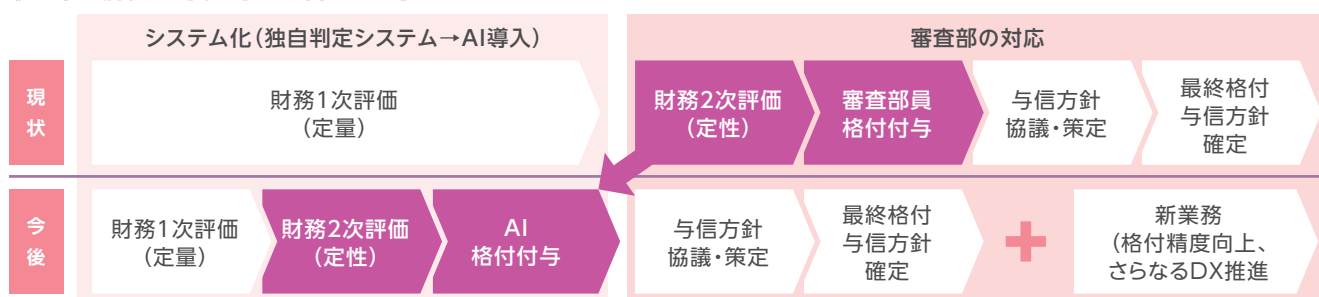 システム化（独自判定システム→AI導入）
審査部の対応
現状
財務1次評価
（定量）
財務2次評価
（定性）
審査部員
格付付与
与信方針
協議・策定
最終格付
与信方針
確定
今後
財務1次評価
（定量）
財務2次評価
（定性）
AI
格付付与
与信方針
協議・策定
最終格付
与信方針
確定
+
新業務
（格付精度向上、
さらなるDX推進